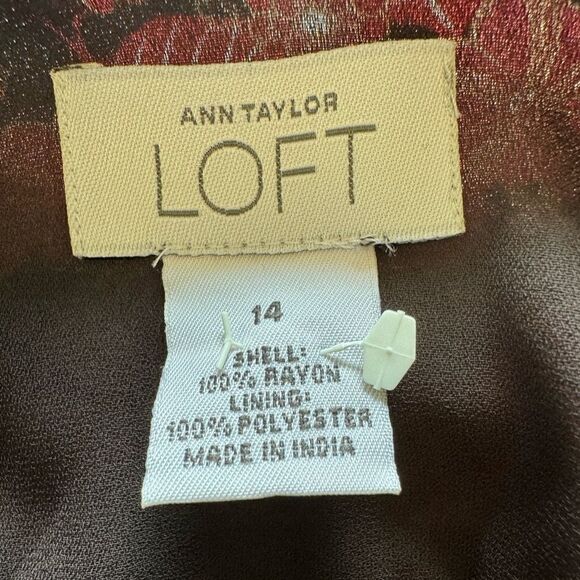 ANN TAYLOR
LOFT
14
SHELL:
100% RAYON
LINING:
100% POLYESTER
MADE IN INDIA